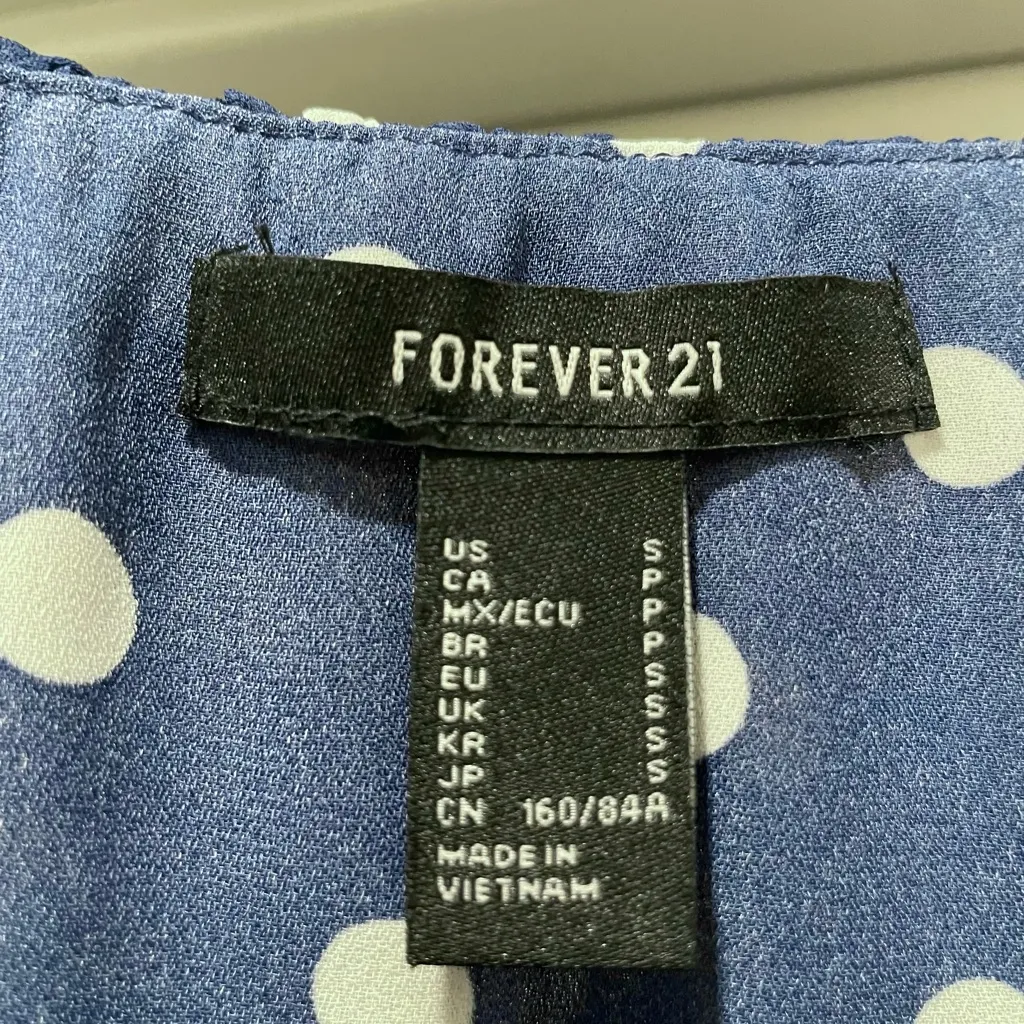 FOREVER 21
US S
CA P
MX/ECU P
BR P
EU S
UK S
KR S
JP S
CN 160/84A
MADE IN
VIETNAM